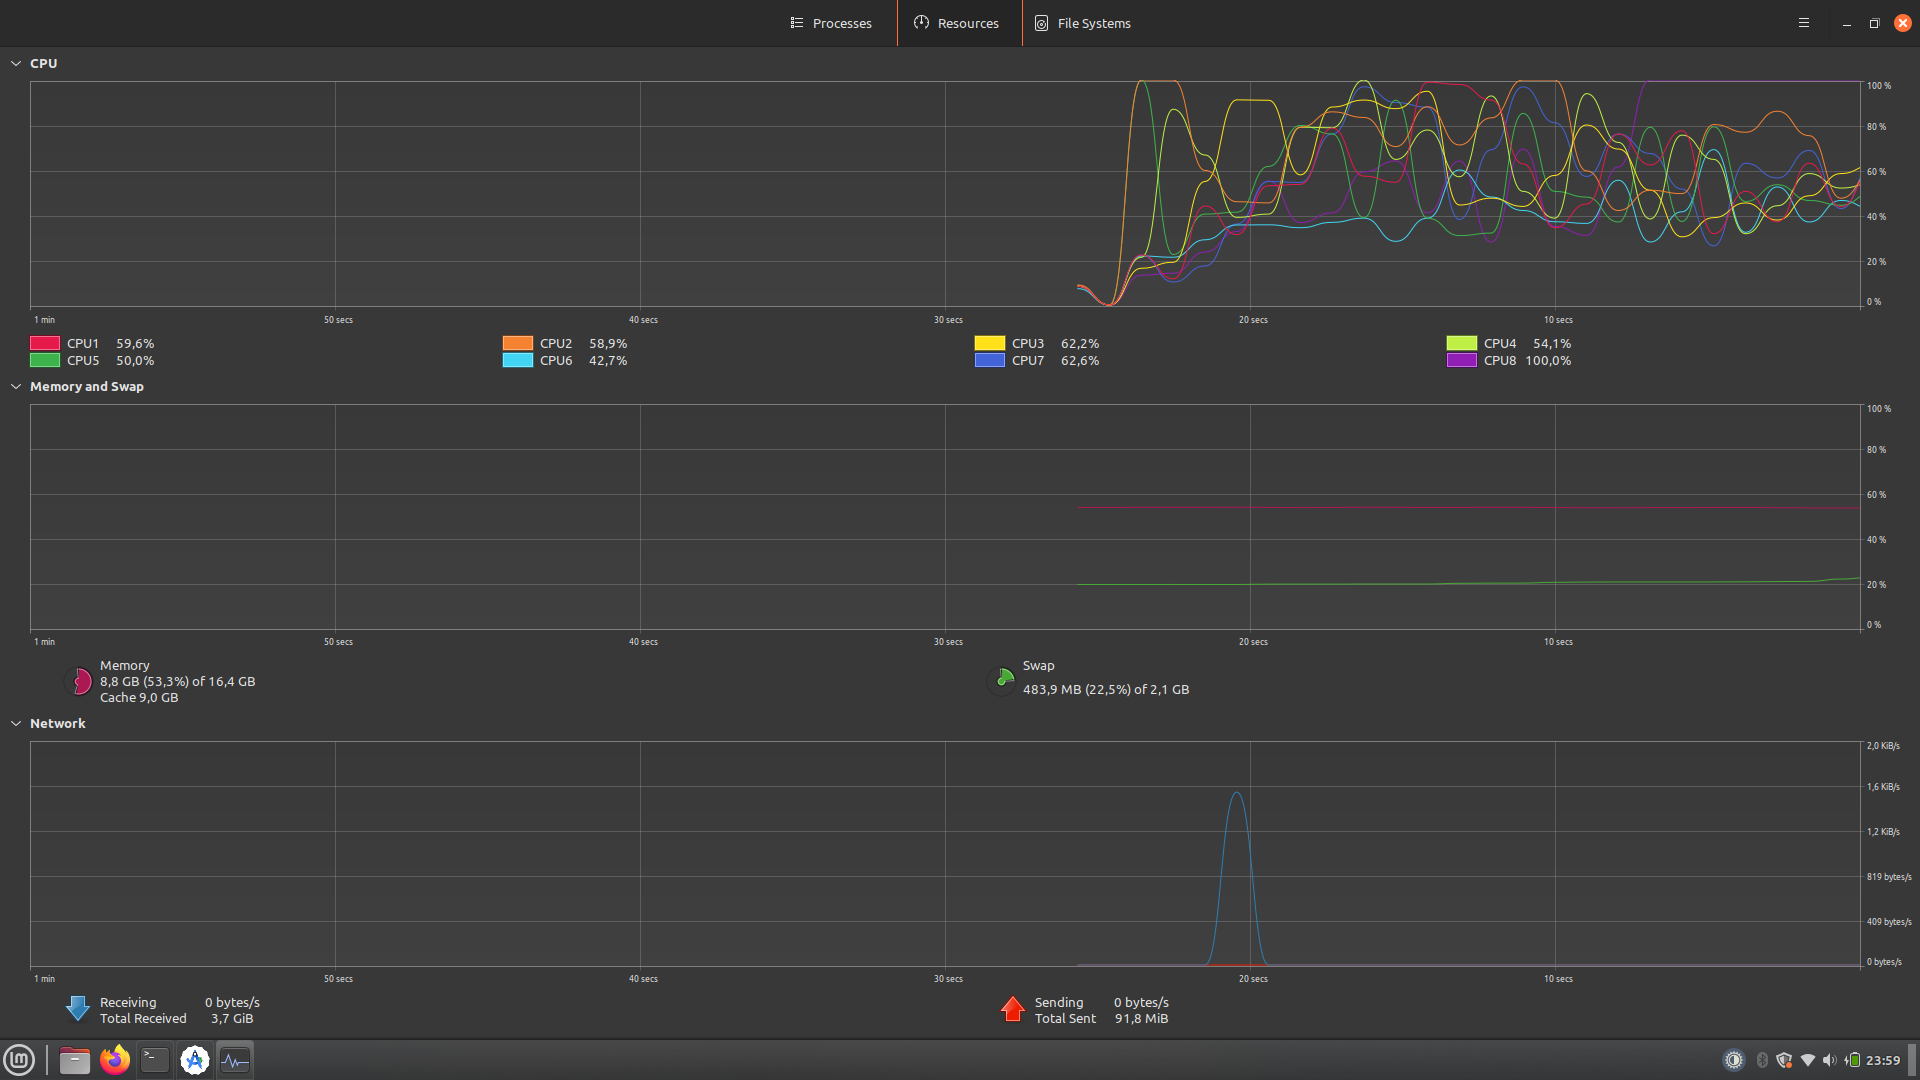 Processes Resources File Systems
CPU
100 %
80 %
60 %
40 %
20 %
0 %
1 min 50 secs 40 secs 30 secs 20 secs 10 secs
CPU1 59,6% CPU2 58,9% CPU3 62,2% CPU4 54,1%
CPU5 50,0% CPU6 42,7% CPU7 62,6% CPU8 100,0%
Memory and Swap
100 %
80 %
60 %
40 %
20 %
0 %
1 min 50 secs 40 secs 30 secs 20 secs 10 secs
Memory
8,8 GB (53,3%) of 16,4 GB
Cache 9,0 GB
Swap
483,9 MB (22,5%) of 2,1 GB
Network
2,0 KiB/s
1,6 KiB/s
1,2 KiB/s
819 bytes/s
409 bytes/s
0 bytes/s
1 min 50 secs 40 secs 30 secs 20 secs 10 secs
Receiving 0 bytes/s
Total Received 3,7 GiB
Sending 0 bytes/s
Total Sent 91,8 MiB
23:59